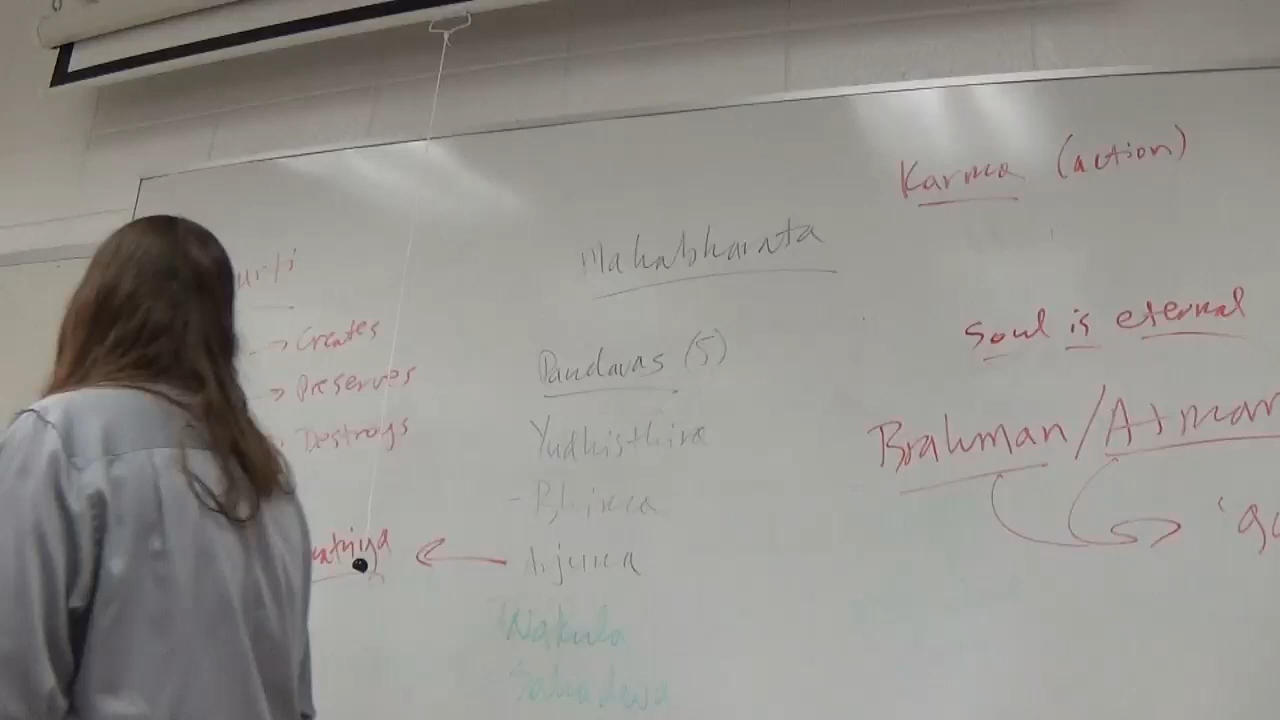 → Creates
→ Preserves
Destroys
Mahabharata
Pandavas (5)
Yudhisthira
- Bhima
Arjuna
Nakula
Sahadeva
Karma (action)
Soul is eternal
Brahman/Atman